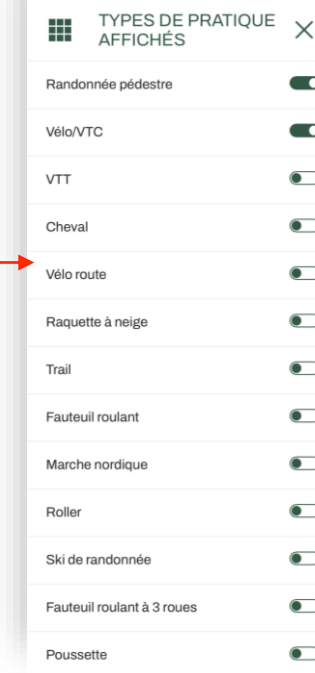 TYPES DE PRATIQUE
AFFICHÉS
Randonnée pédestre
Vélo/VTC
VTT
Cheval
Vélo route
Raquette à neige
Trail
Fauteuil roulant
Marche nordique
Roller
Ski de randonnée
Fauteuil roulant à 3 roues
Poussette